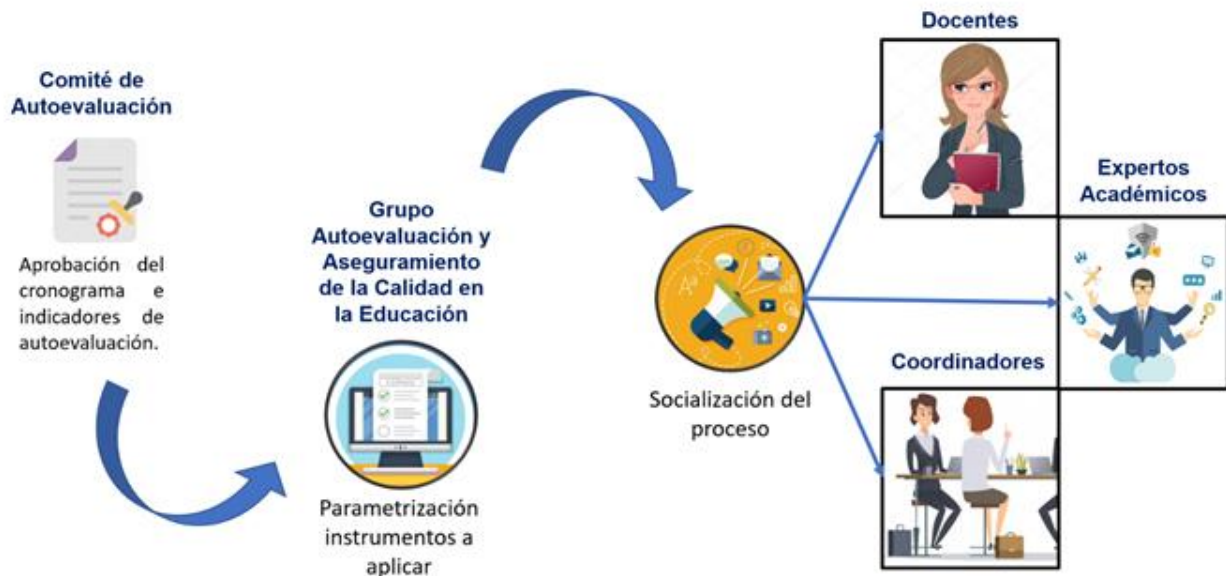 Comité de
Autoevaluación
Aprobación del
cronograma e
indicadores de
autoevaluación.
Grupo
Autoevaluación y
Aseguramiento
de la Calidad en
la Educación
Parametrización
instrumentos a
aplicar
Socialización del
proceso
Docentes
Expertos
Académicos
Coordinadores